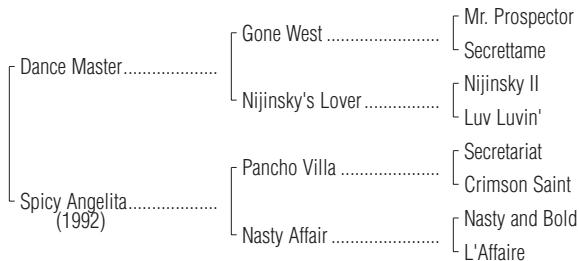 Mr. Prospector
Gone West ........................
Secrettame
Dance Master....................
Nijinsky II
Nijinsky's Lover ................
Luv Luvin'
Secretariat
Pancho Villa .....................
Crimson Saint
Spicy Angelita...................
(1992)
Nasty and Bold
Nasty Affair .......................
L'Affaire